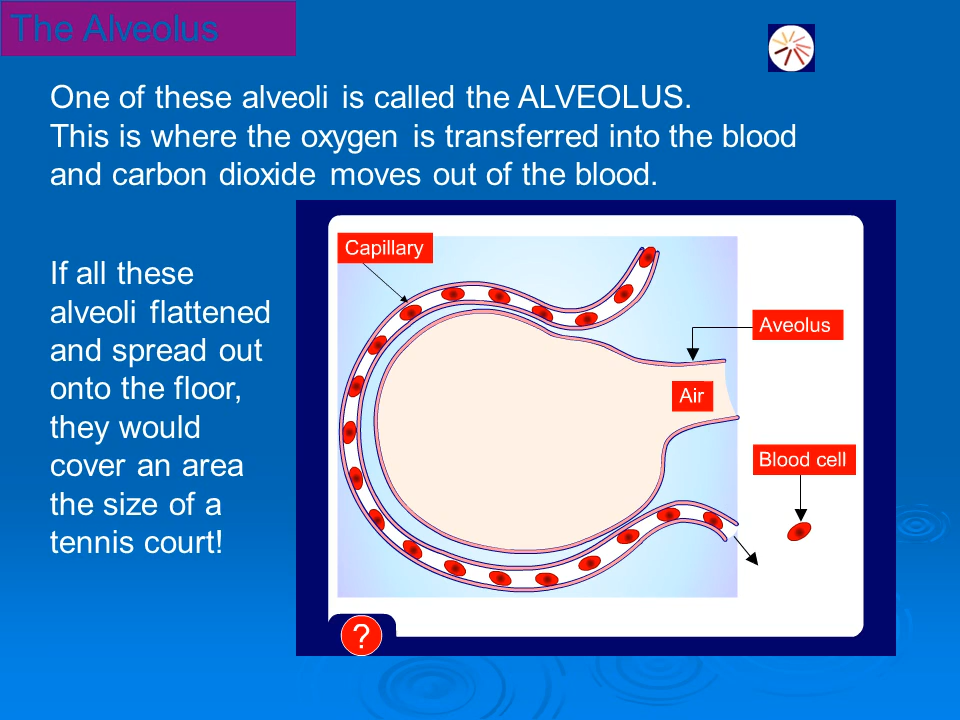 The Alveolus
One of these alveoli is called the ALVEOLUS.
This is where the oxygen is transferred into the blood
and carbon dioxide moves out of the blood.
If all these
alveoli flattened
and spread out
onto the floor,
they would
cover an area
the size of a
tennis court!
Capillary
Aveolus
Air
Blood cell
?